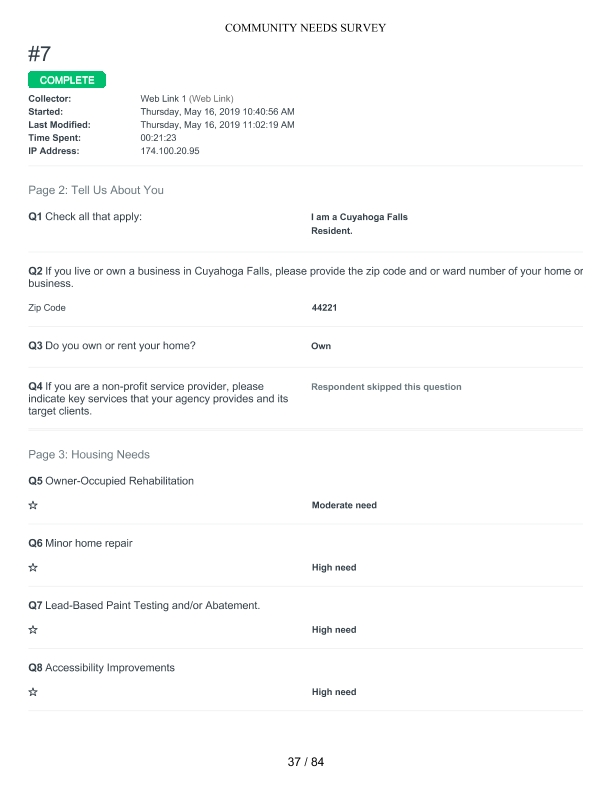 COMMUNITY NEEDS SURVEY
#7
COMPLETE
Collector: Web Link 1 (Web Link)
Started: Thursday, May 16, 2019 10:40:56 AM
Last Modified: Thursday, May 16, 2019 11:02:19 AM
Time Spent: 00:21:23
IP Address: 174.100.20.95
Page 2: Tell Us About You
Q1 Check all that apply: I am a Cuyahoga Falls
Resident.
Q2 If you live or own a business in Cuyahoga Falls, please provide the zip code and or ward number of your home or
business.
Zip Code 44221
Q3 Do you own or rent your home? Own
Q4 If you are a non-profit service provider, please Respondent skipped this question
indicate key services that your agency provides and its
target clients.
Page 3: Housing Needs
Q5 Owner-Occupied Rehabilitation
☆ Moderate need
Q6 Minor home repair
☆ High need
Q7 Lead-Based Paint Testing and/or Abatement.
☆ High need
Q8 Accessibility Improvements
☆ High need
37 / 84